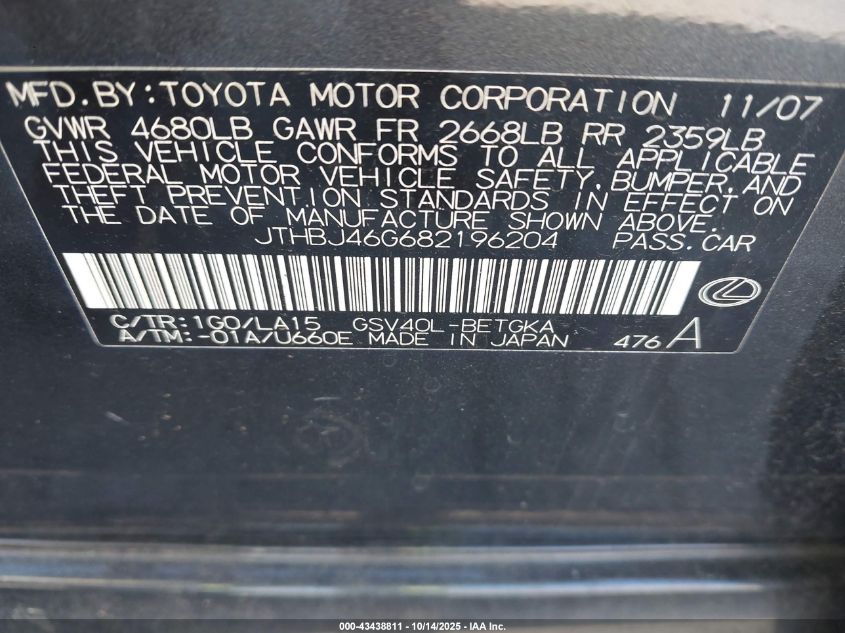 MFD.BY:TOYOTA MOTOR CORPORATION 11/07
GVWR 4680LB GAWR FR 2668LB RR 2359LB
THIS VEHICLE CONFORMS TO ALL APPLICABLE
FEDERAL MOTOR VEHICLE SAFETY,BUMPER,AND
THEFT PREVENTION STANDARDS IN EFFECT ON
THE DATE OF MANUFACTURE SHOWN ABOVE.
JTHBJ46G682196204 PASS.CAR
C/TR:1G0/LA15 GSV40L-BETGKA
A/TM:-01A/U660E MADE IN JAPAN 476 A
000-43438811 - 10/14/2025 - IAA Inc.